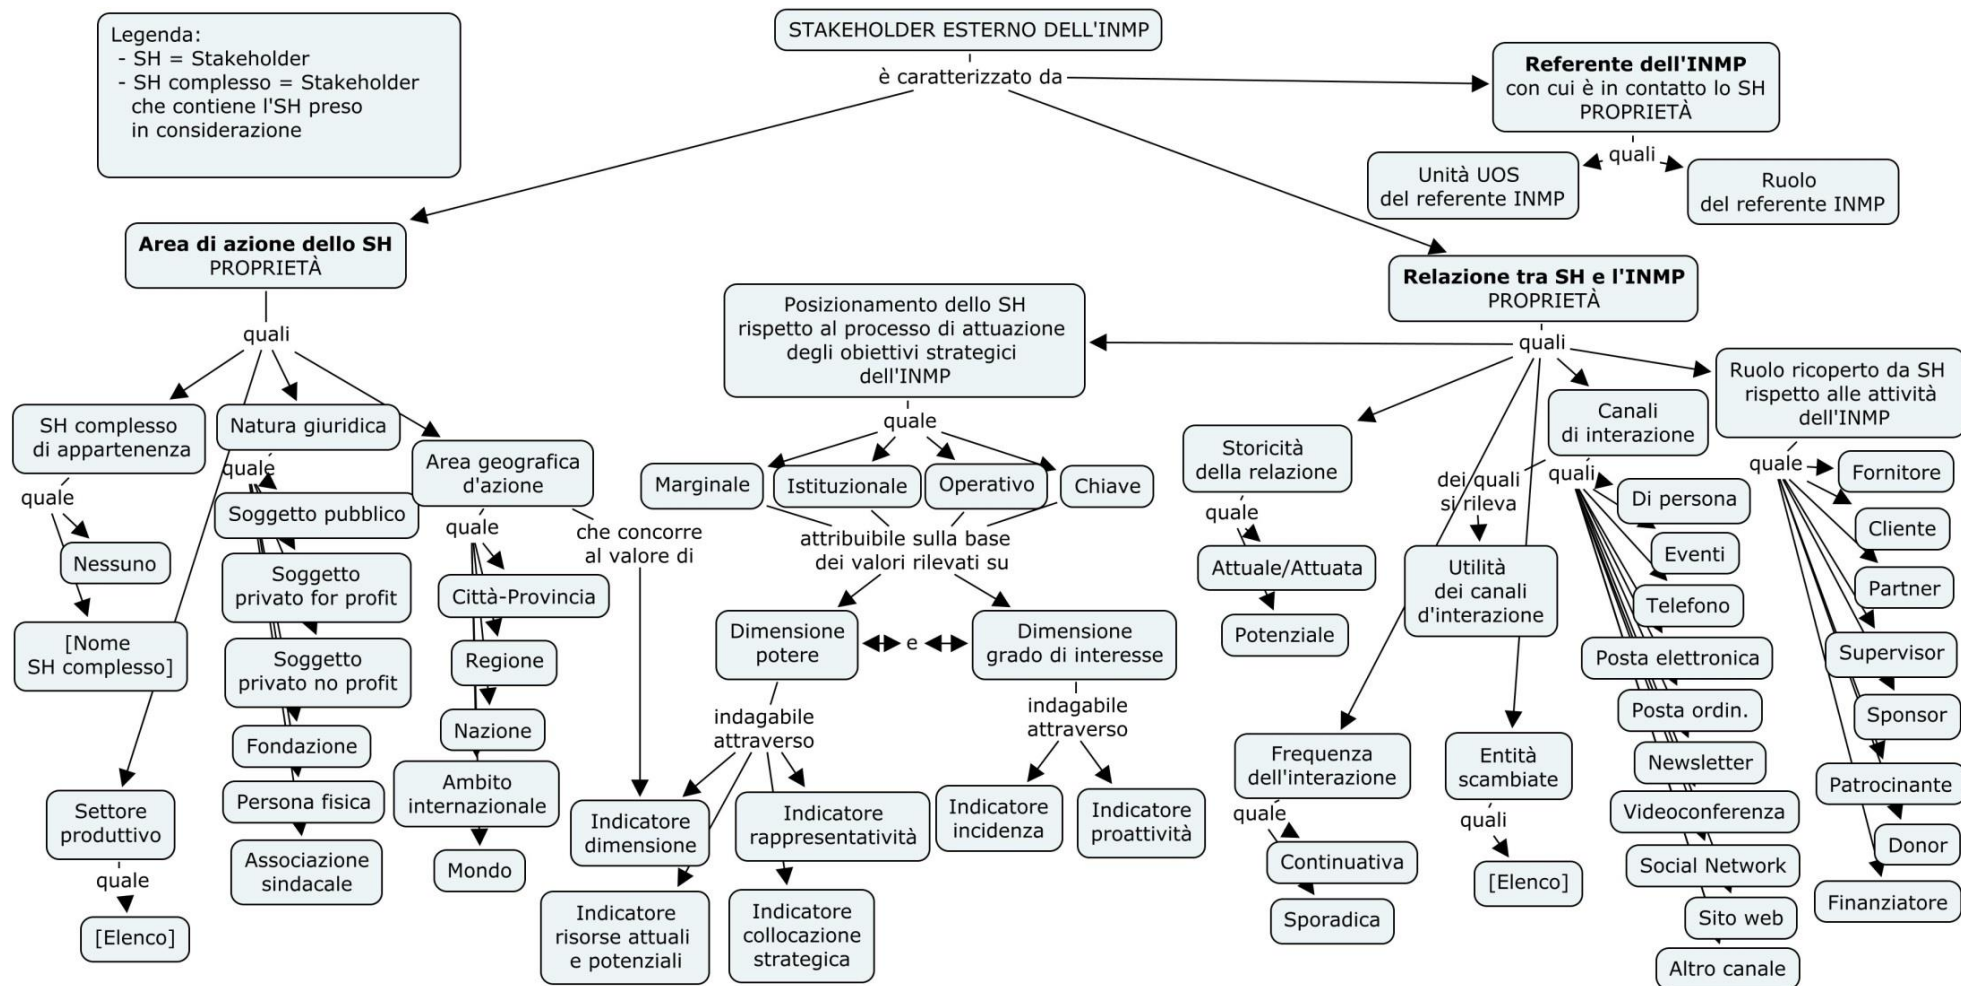 Legenda:
- SH = Stakeholder
- SH complesso = Stakeholder
che contiene l'SH preso
in considerazione
STAKEHOLDER ESTERNO DELL'INMP
è caratterizzato da
Referente dell'INMP
con cui è in contatto lo SH
PROPRIETÀ
quali
Unità UOS
del referente INMP
Ruolo
del referente INMP
Area di azione dello SH
PROPRIETÀ
quali
SH complesso
di appartenenza
quale
Nessuno
[Nome
SH complesso]
Settore
produttivo
quale
[Elenco]
Natura giuridica
quale
Soggetto pubblico
Soggetto
privato for profit
Soggetto
privato no profit
Fondazione
Persona fisica
Associazione
sindacale
Area geografica
d'azione
quale
Città-Provincia
Regione
Nazione
Ambito
internazionale
Mondo
che concorre
al valore di
Relazione tra SH e l'INMP
PROPRIETÀ
quali
Posizionamento dello SH
rispetto al processo di attuazione
degli obiettivi strategici
dell'INMP
quale
Marginale
Istituzionale
Operativo
Chiave
attribuibile sulla base
dei valori rilevati su
Dimensione
potere
e
Dimensione
grado di interesse
indagabile
attraverso
Indicatore
dimensione
Indicatore
rappresentatività
Indicatore
risorse attuali
e potenziali
Indicatore
collocazione
strategica
indagabile
attraverso
Indicatore
incidenza
Indicatore
proattività
Storicità
della relazione
quale
Attuale/Attuata
Potenziale
Frequenza
dell'interazione
quale
Continuativa
Sporadica
Entità
scambiate
quali
[Elenco]
Canali
di interazione
dei quali
si rileva
Utilità
dei canali
d'interazione
quali
Di persona
Eventi
Telefono
Posta elettronica
Posta ordin.
Newsletter
Videoconferenza
Social Network
Sito web
Altro canale
Ruolo ricoperto da SH
rispetto alle attività
dell'INMP
quale
Fornitore
Cliente
Partner
Supervisor
Sponsor
Patrocinante
Donor
Finanziatore